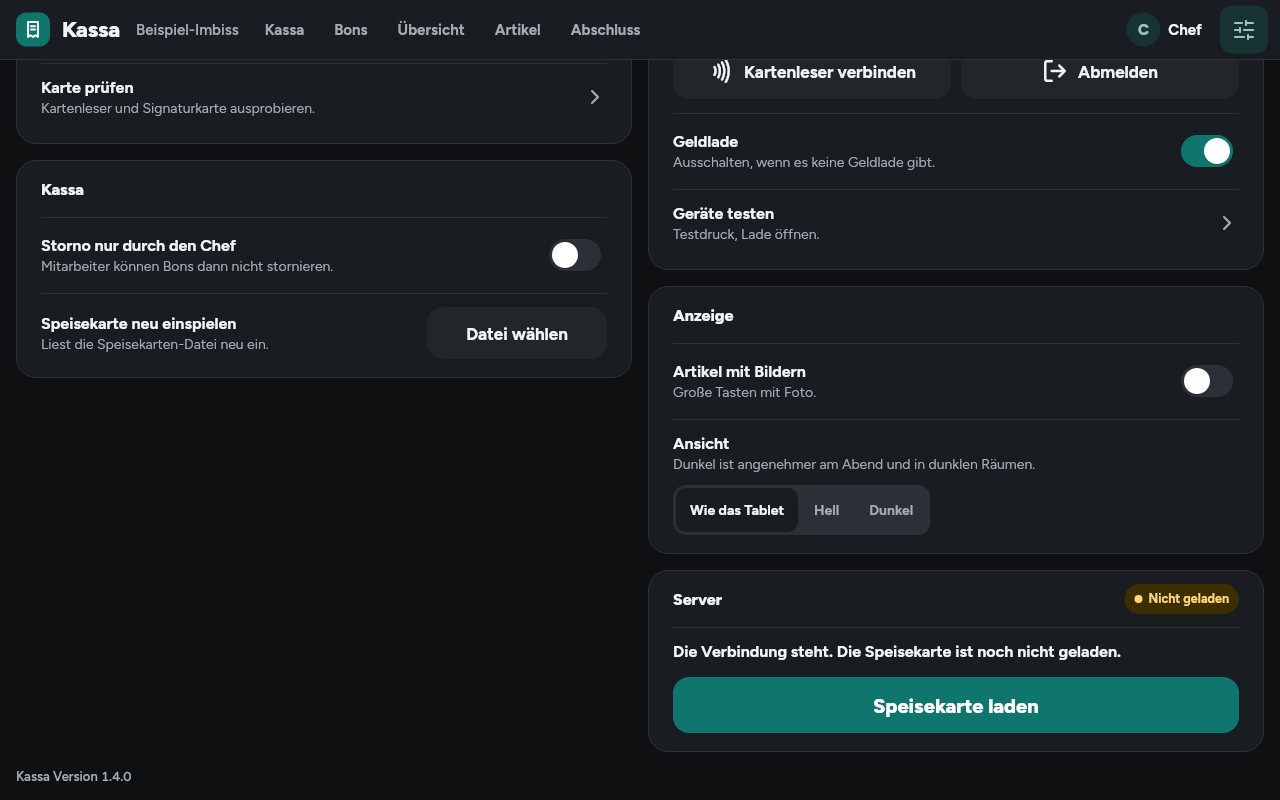 Kassa
Beispiel-Imbiss
Kassa
Bons
Übersicht
Artikel
Abschluss
C
Chef
Karte prüfen
Kartenleser und Signaturkarte ausprobieren.
Kassa
Storno nur durch den Chef
Mitarbeiter können Bons dann nicht stornieren.
Speisekarte neu einspielen
Liest die Speisekarten-Datei neu ein.
Datei wählen
Kartenleser verbinden
Abmelden
Geldlade
Ausschalten, wenn es keine Geldlade gibt.
Geräte testen
Testdruck, Lade öffnen.
Anzeige
Artikel mit Bildern
Große Tasten mit Foto.
Ansicht
Dunkel ist angenehmer am Abend und in dunklen Räumen.
Wie das Tablet
Hell
Dunkel
Server
Nicht geladen
Die Verbindung steht. Die Speisekarte ist noch nicht geladen.
Speisekarte laden
Kassa Version 1.4.0